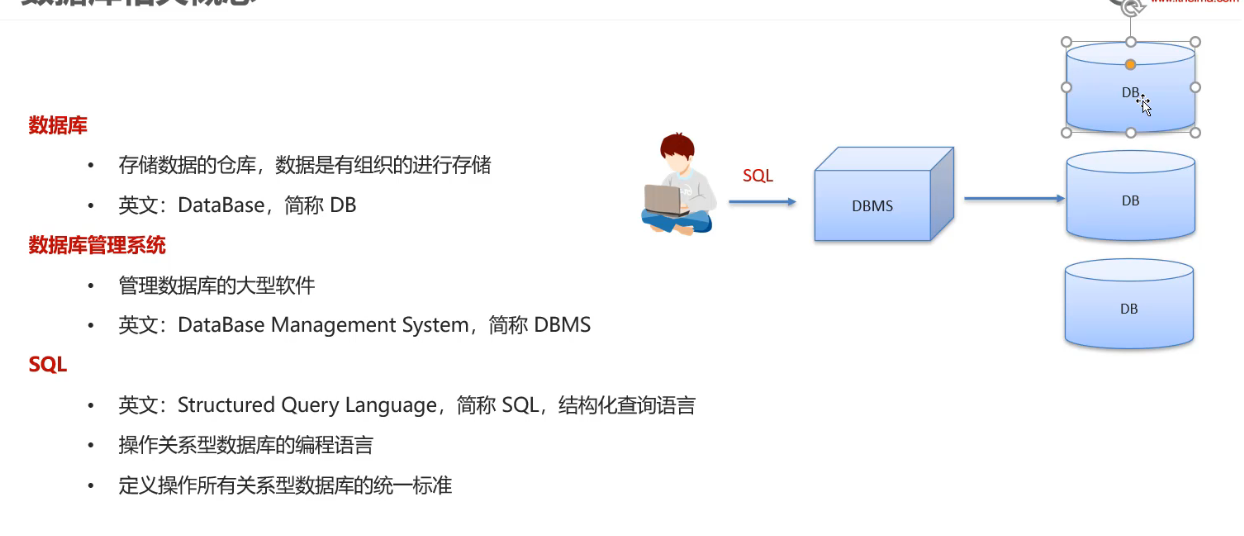 数据库
• 存储数据的仓库，数据是有组织的进行存储
• 英文：DataBase，简称 DB
数据库管理系统
• 管理数据库的大型软件
• 英文：DataBase Management System，简称 DBMS
SQL
• 英文：Structured Query Language，简称 SQL，结构化查询语言
• 操作关系型数据库的编程语言
• 定义操作所有关系型数据库的统一标准
SQL
DBMS
DB
DB
DB